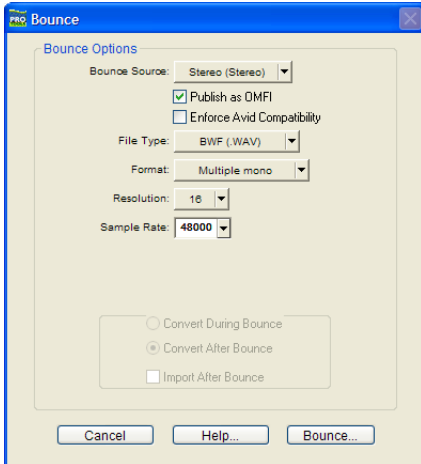 PRO Bounce
Bounce Options
Bounce Source: Stereo (Stereo)
Publish as OMFI
Enforce Avid Compatibility
File Type: BWF (.WAV)
Format: Multiple mono
Resolution: 16
Sample Rate: 48000
Convert During Bounce
Convert After Bounce
Import After Bounce
Cancel Help... Bounce...